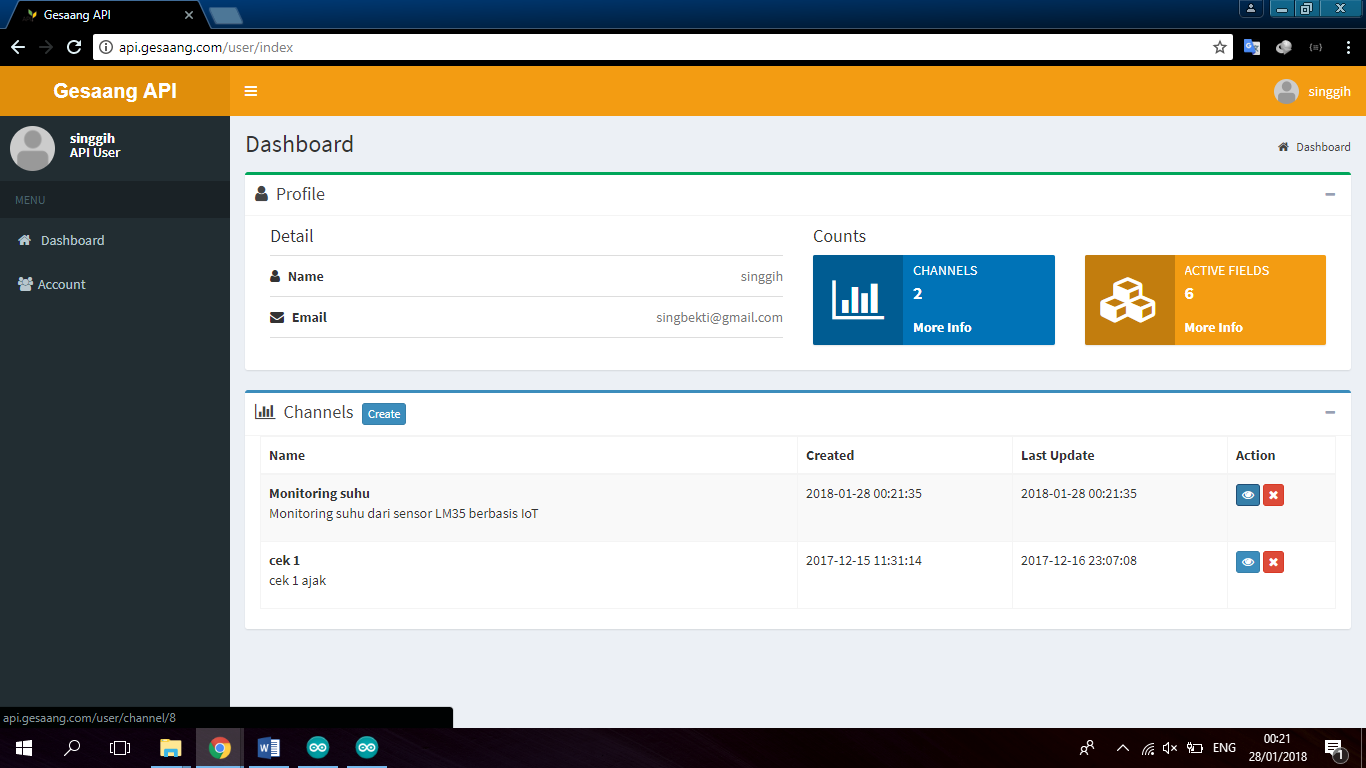 Gesaang API
api.gesaang.com/user/index
Gesaang API
singgih
singgih
API User
MENU
Dashboard
Account
Dashboard
Dashboard
Profile
Detail
Name
singgih
Email
singbekti@gmail.com
Counts
CHANNELS
2
More Info
ACTIVE FIELDS
6
More Info
Channels Create
Name Created Last Update Action
Monitoring suhu 2018-01-28 00:21:35 2018-01-28 00:21:35
Monitoring suhu dari sensor LM35 berbasis IoT
cek 1 2017-12-15 11:31:14 2017-12-16 23:07:08
cek 1 ajak
api.gesaang.com/user/channel/8
ENG
00:21
28/01/2018
1